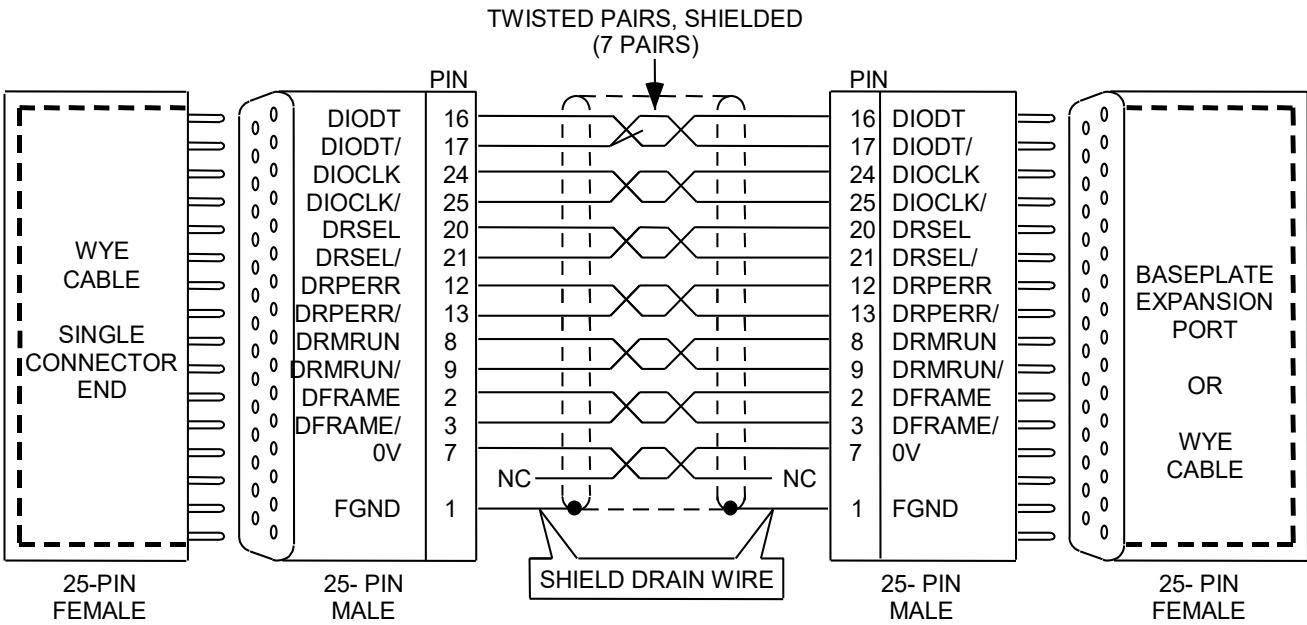 TWISTED PAIRS, SHIELDED
(7 PAIRS)
PIN
PIN
DIODT 16
16 DIODT
DIODT/ 17
17 DIODT/
DIOCLK 24
24 DIOCLK
DIOCLK/ 25
25 DIOCLK/
DRSEL 20
20 DRSEL
DRSEL/ 21
21 DRSEL/
DRPERR 12
12 DRPERR
DRPERR/ 13
13 DRPERR/
DRMRUN 8
8 DRMRUN
DRMRUN/ 9
9 DRMRUN/
DFRAME 2
2 DFRAME
DFRAME/ 3
3 DFRAME/
0V 7
7 0V
NC
NC
FGND 1
1 FGND
WYE
CABLE
SINGLE
CONNECTOR
END
BASEPLATE
EXPANSION
PORT
OR
WYE
CABLE
SHIELD DRAIN WIRE
25-PIN
FEMALE
25- PIN
MALE
25- PIN
MALE
25- PIN
FEMALE